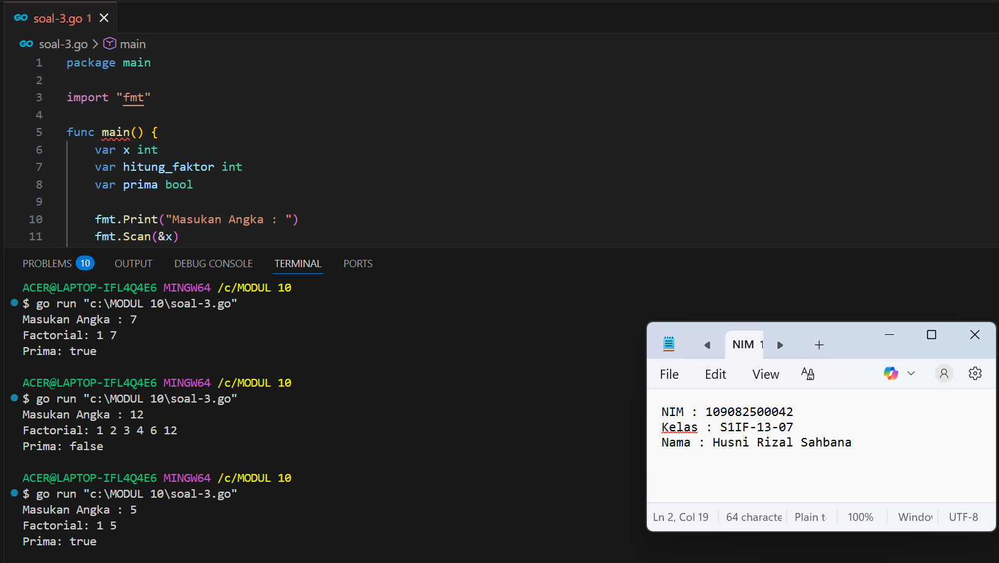 GO soal-3.go 1
GO soal-3.go > main
1 package main
2
3 import "fmt"
4
5 func main() {
6 var x int
7 var hitung_faktor int
8 var prima bool
9
10 fmt.Print("Masukan Angka : ")
11 fmt.Scan(&x)
PROBLEMS 10 OUTPUT DEBUG CONSOLE TERMINAL PORTS
ACER@LAPTOP-IFL4Q4E6 MINGW64 /c/MODUL 10
$ go run "c:\MODUL 10\soal-3.go"
Masukan Angka : 7
Factorial: 1 7
Prima: true
ACER@LAPTOP-IFL4Q4E6 MINGW64 /c/MODUL 10
$ go run "c:\MODUL 10\soal-3.go"
Masukan Angka : 12
Factorial: 1 2 3 4 6 12
Prima: false
ACER@LAPTOP-IFL4Q4E6 MINGW64 /c/MODUL 10
$ go run "c:\MODUL 10\soal-3.go"
Masukan Angka : 5
Factorial: 1 5
Prima: true
NIM 1
File Edit View
NIM : 109082500042
Kelas : S1IF-13-07
Nama : Husni Rizal Sahbana
Ln 2, Col 19 64 characte Plain t 100% Windo UTF-8